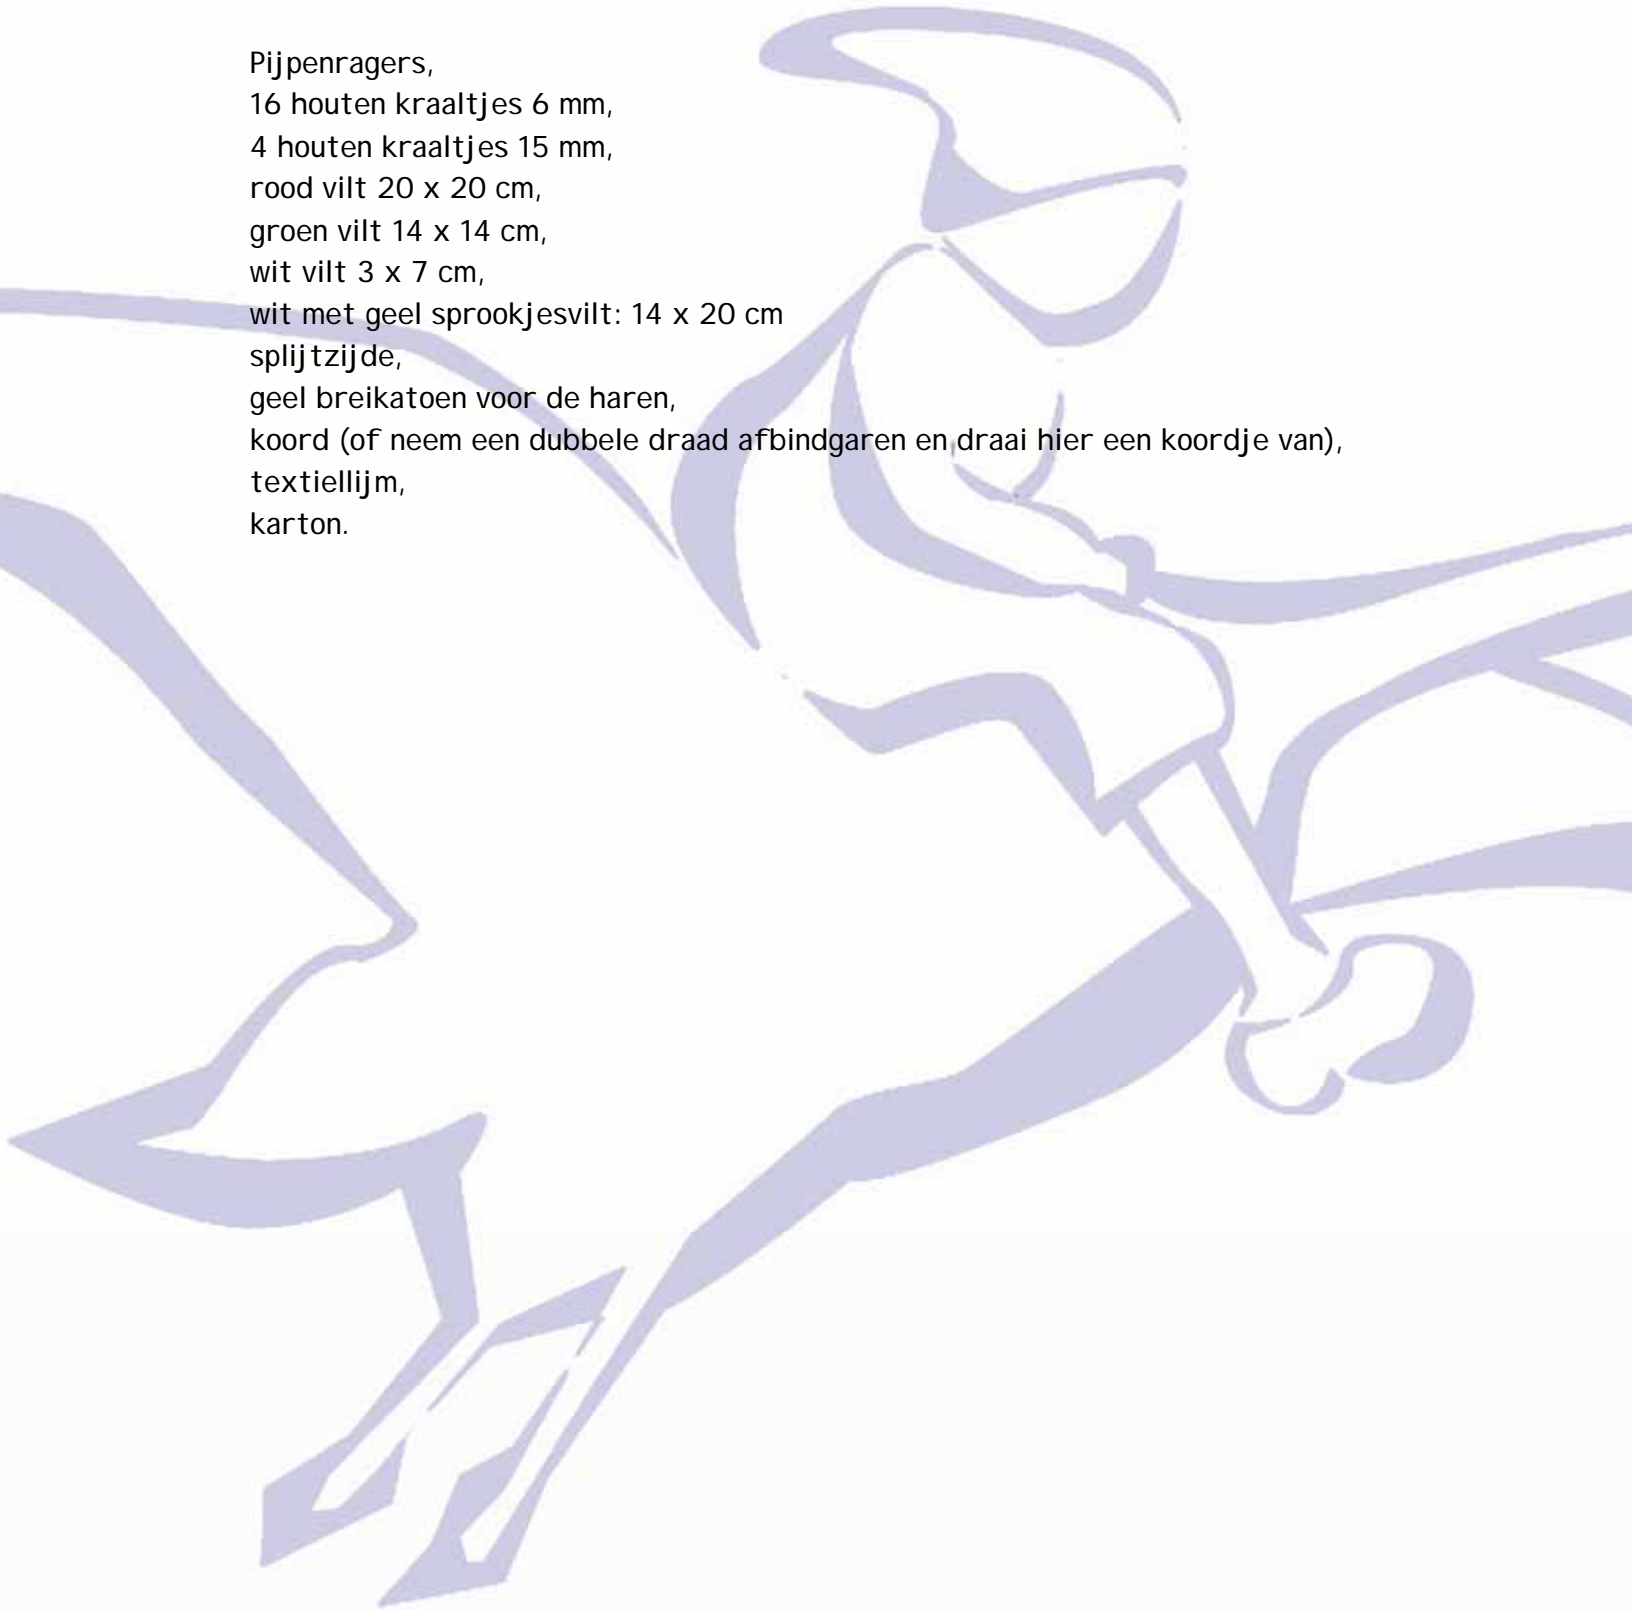 Pijpenragers,
16 houten kraaltjes 6 mm,
4 houten kraaltjes 15 mm,
rood vilt 20 x 20 cm,
groen vilt 14 x 14 cm,
wit vilt 3 x 7 cm,
wit met geel sprookjesvilt: 14 x 20 cm
splijtzijde,
geel breikatoen voor de haren,
koord (of neem een dubbele draad afbindgaren en draai hier een koordje van),
textiellijm,
karton.